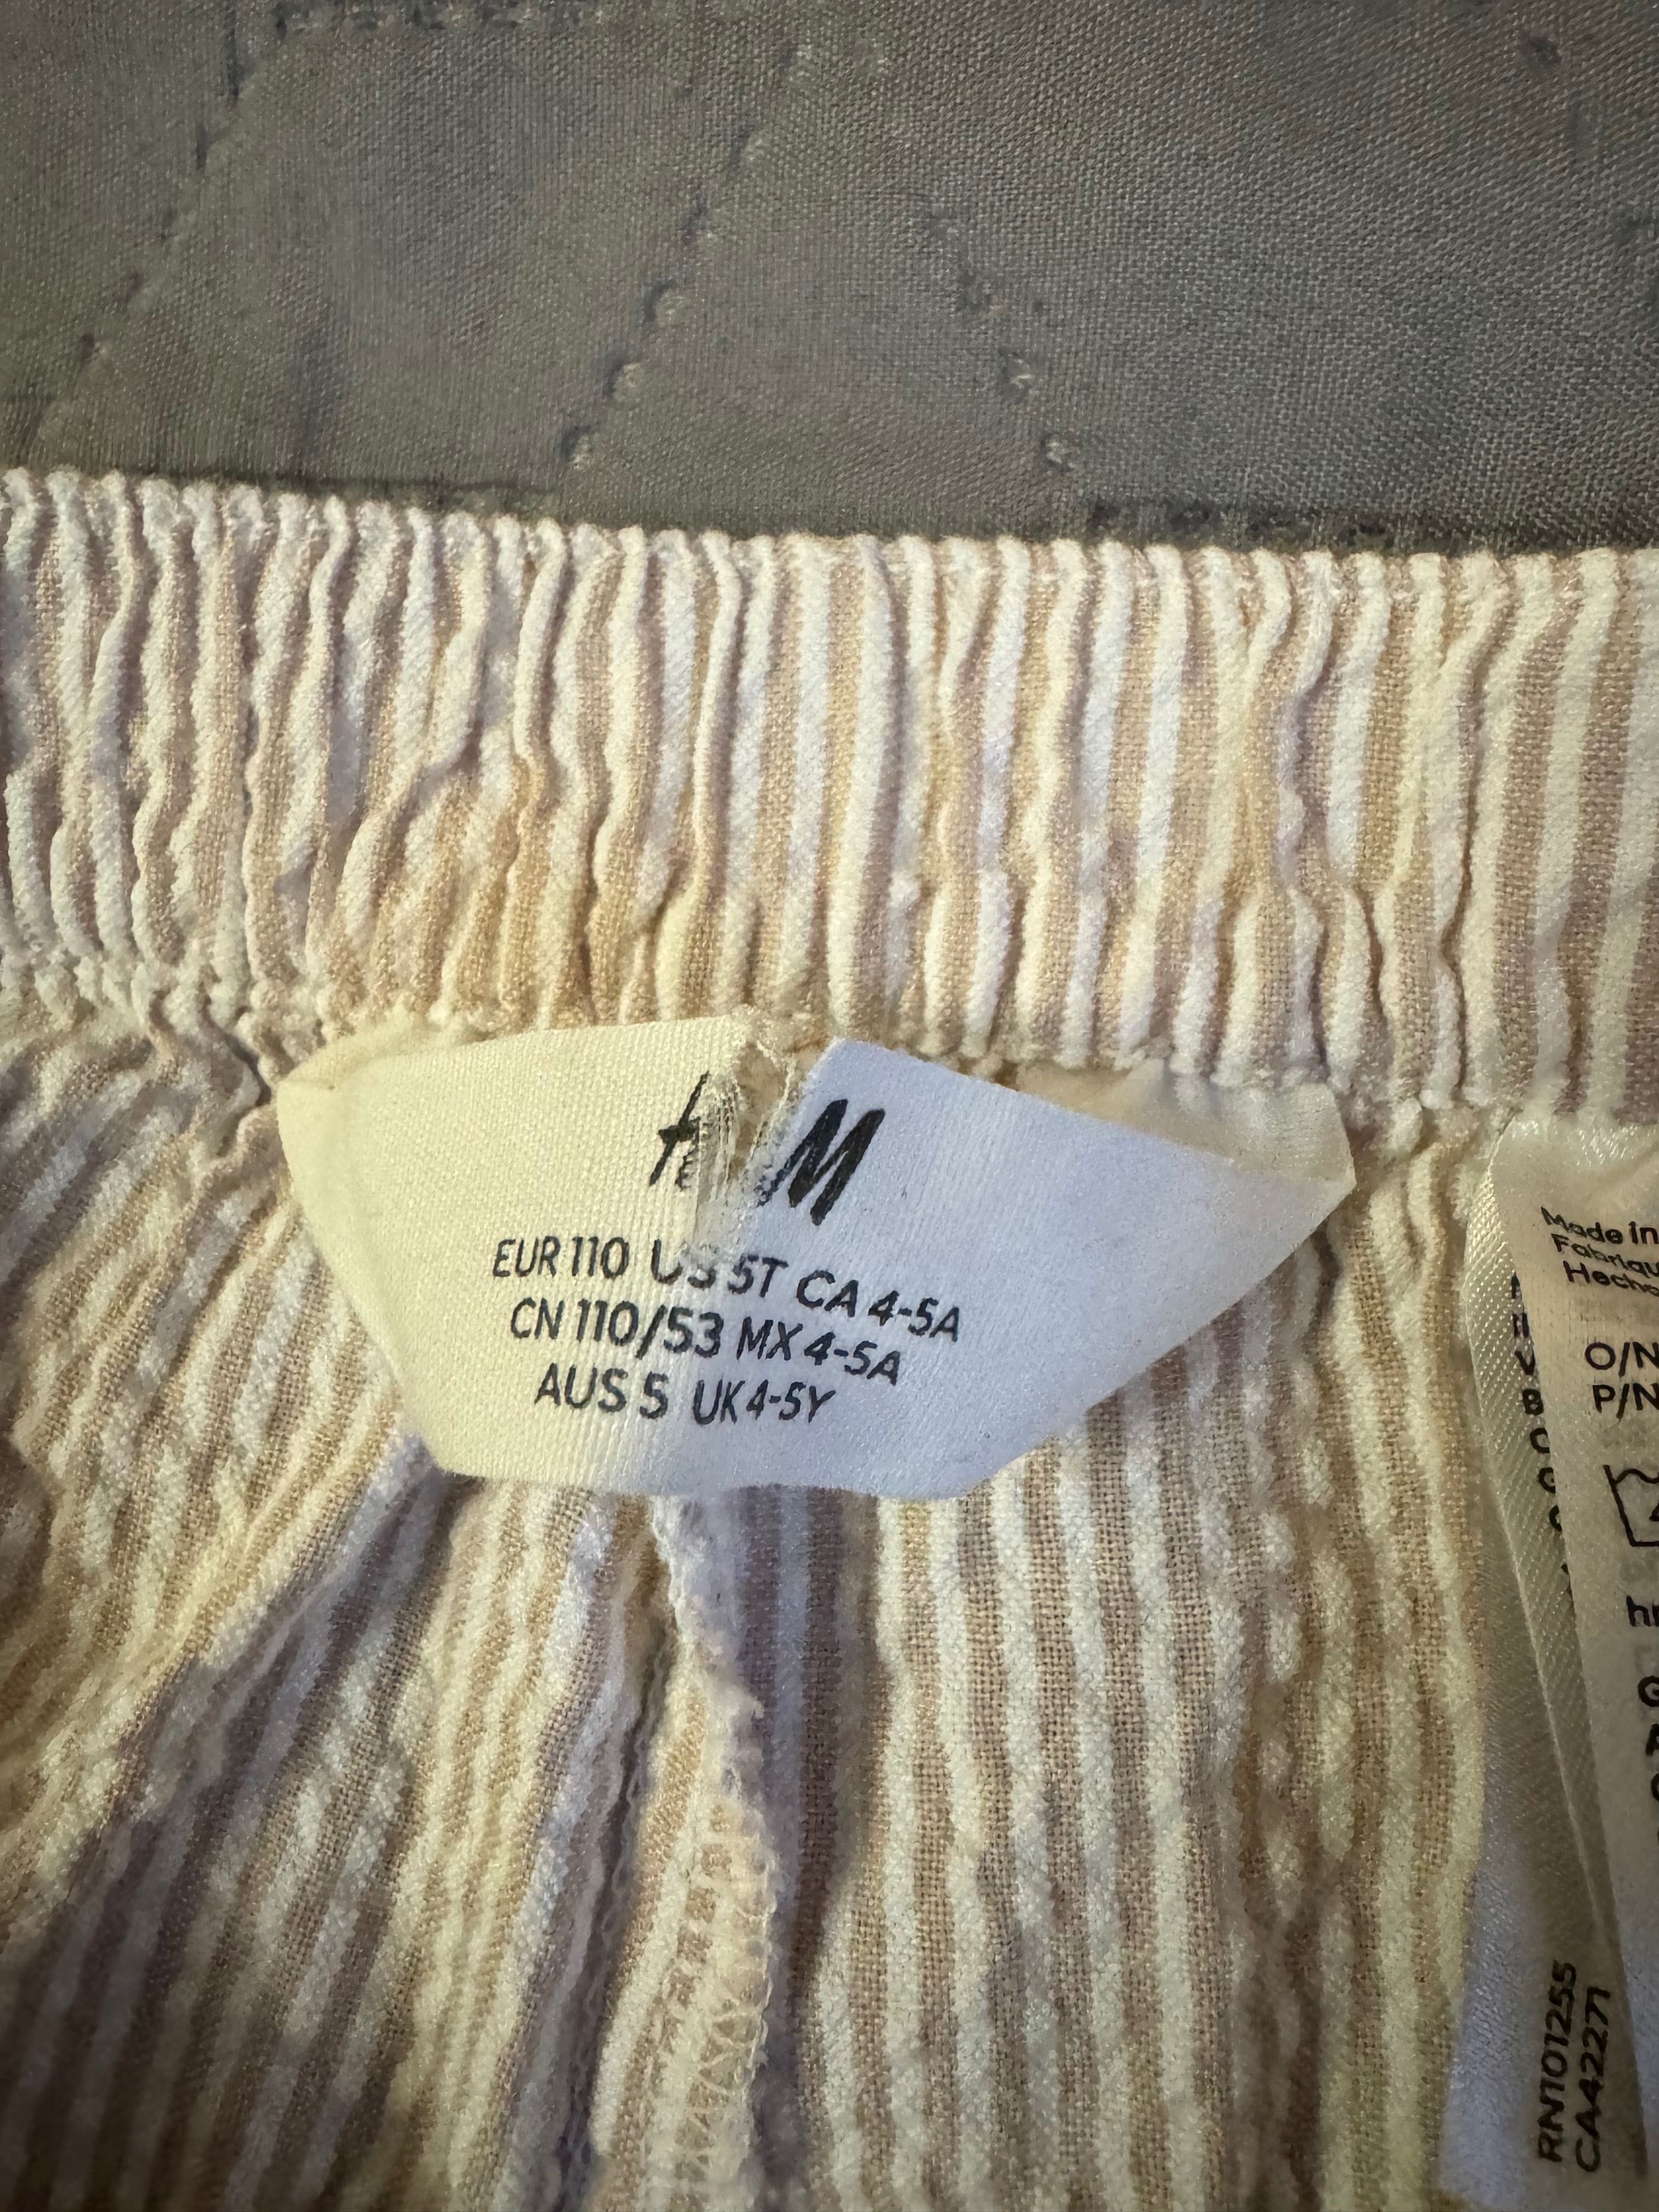 H&M
EUR 110 US 5T CA 4-5A
CN 110/53 MX 4-5A
AUS 5 UK 4-5Y
Made in
O/N
P/N
RN101255
CA42271